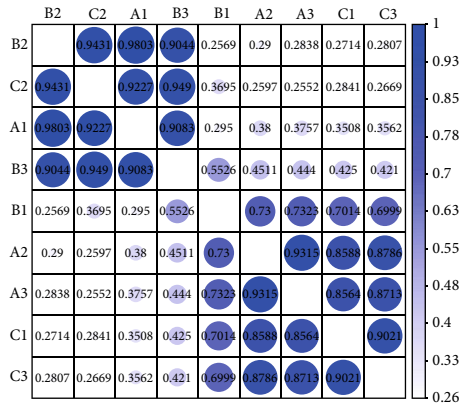 B2 C2 A1 B3 B1 A2 A3 C1 C3
B2 0.9431 0.9803 0.9044 0.2569 0.29 0.2838 0.2714 0.2807
C2 0.9431 0.9227 0.949 0.3695 0.2597 0.2552 0.2841 0.2669
A1 0.9803 0.9227 0.9083 0.295 0.38 0.3757 0.3508 0.3562
B3 0.9044 0.949 0.9083 0.5526 0.4511 0.444 0.425 0.421
B1 0.2569 0.3695 0.295 0.5526 0.73 0.7323 0.7014 0.6999
A2 0.29 0.2597 0.38 0.4511 0.73 0.9315 0.8588 0.8786
A3 0.2838 0.2552 0.3757 0.444 0.7323 0.9315 0.8564 0.8713
C1 0.2714 0.2841 0.3508 0.425 0.7014 0.8588 0.8564 0.9021
C3 0.2807 0.2669 0.3562 0.421 0.6999 0.8786 0.8713 0.9021
1
0.93
0.85
0.78
0.7
0.63
0.55
0.48
0.4
0.33
0.26